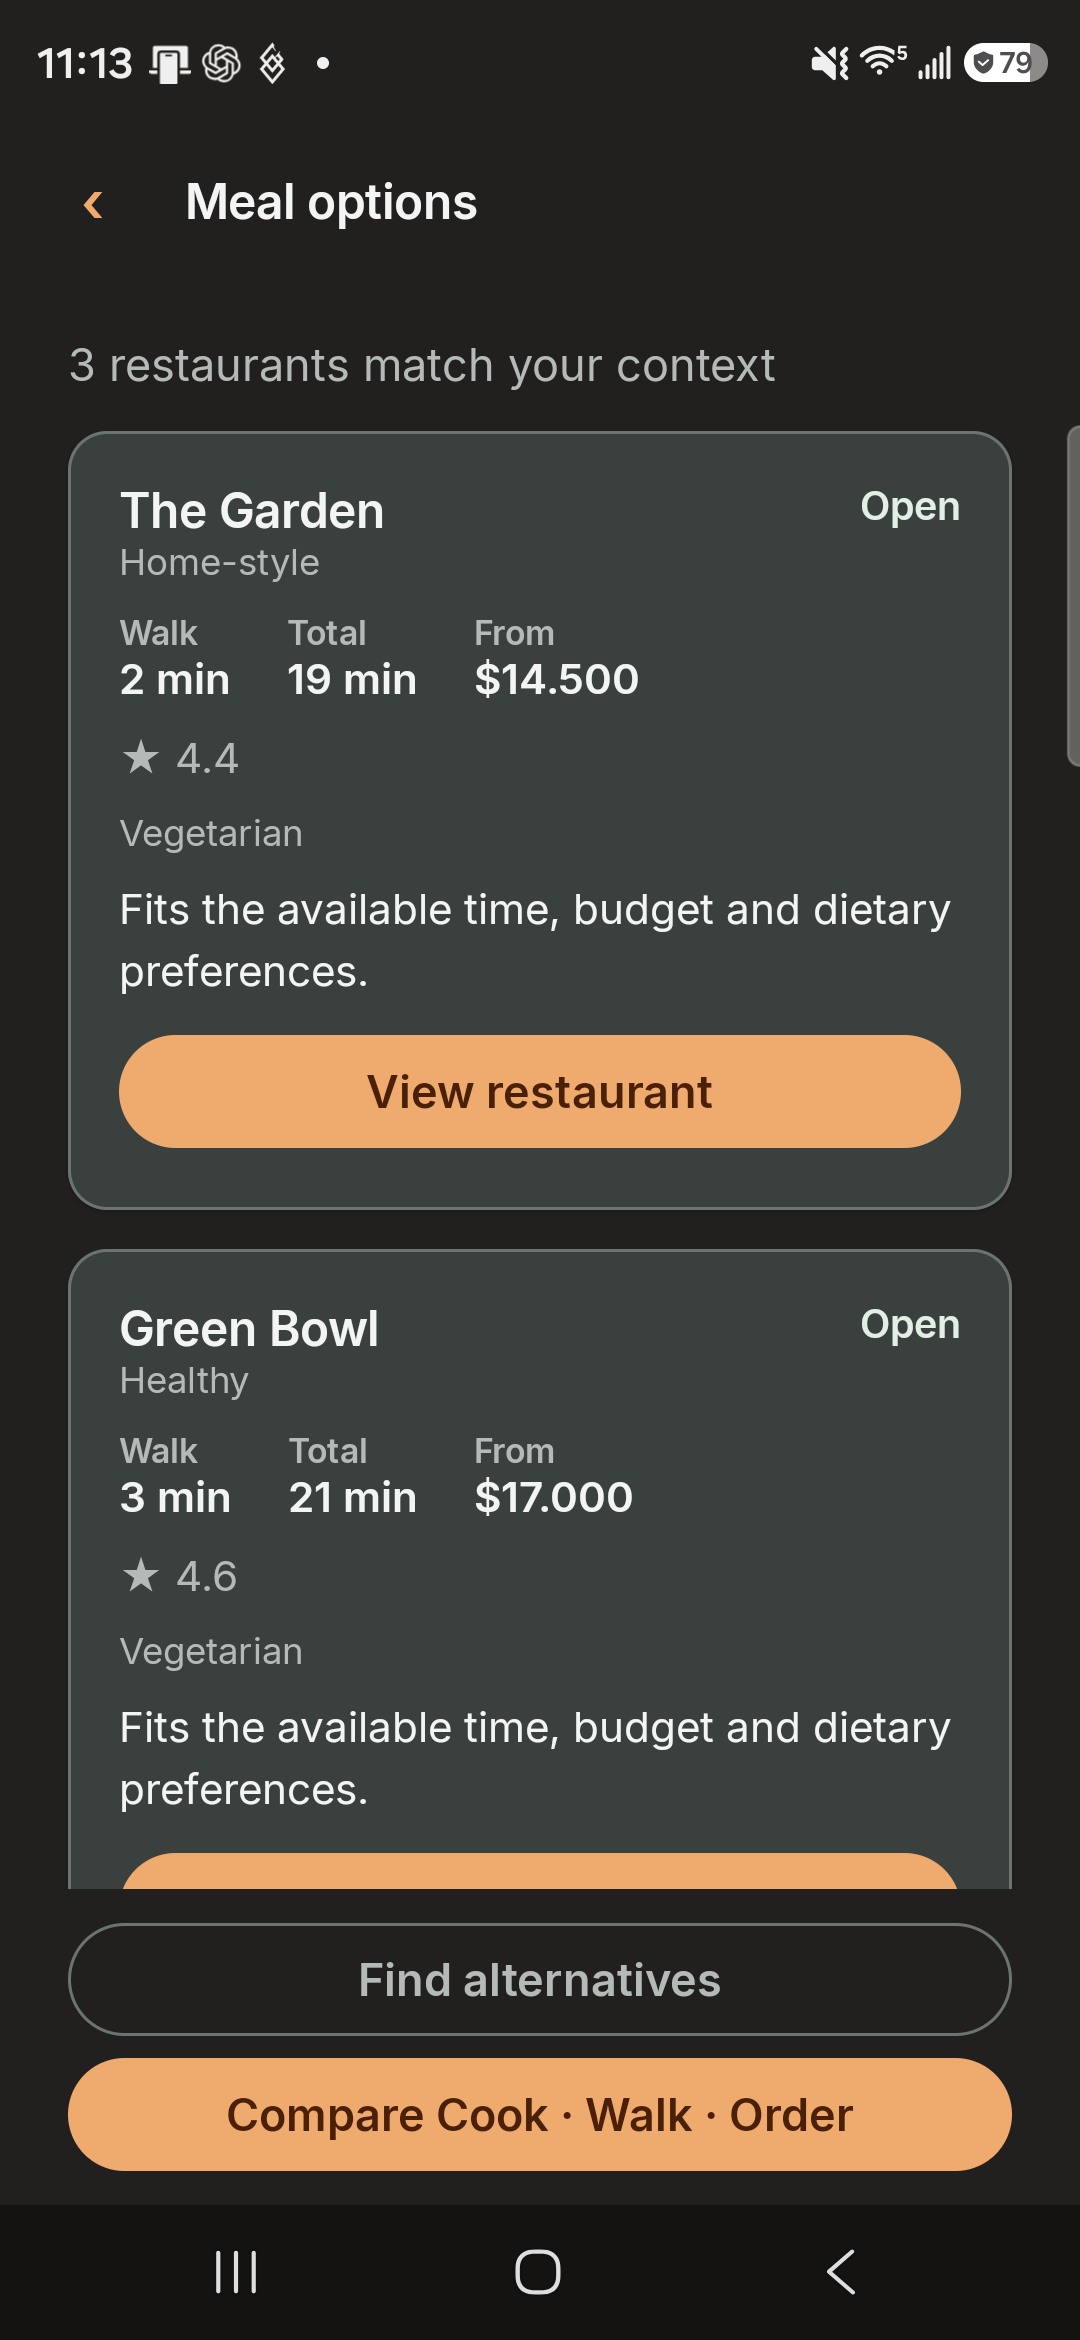 11:13
5
79
‹ Meal options
3 restaurants match your context
The Garden
Open
Home-style
Walk Total From
2 min 19 min $14.500
★ 4.4
Vegetarian
Fits the available time, budget and dietary
preferences.
View restaurant
Green Bowl
Open
Healthy
Walk Total From
3 min 21 min $17.000
★ 4.6
Vegetarian
Fits the available time, budget and dietary
preferences.
Find alternatives
Compare Cook · Walk · Order